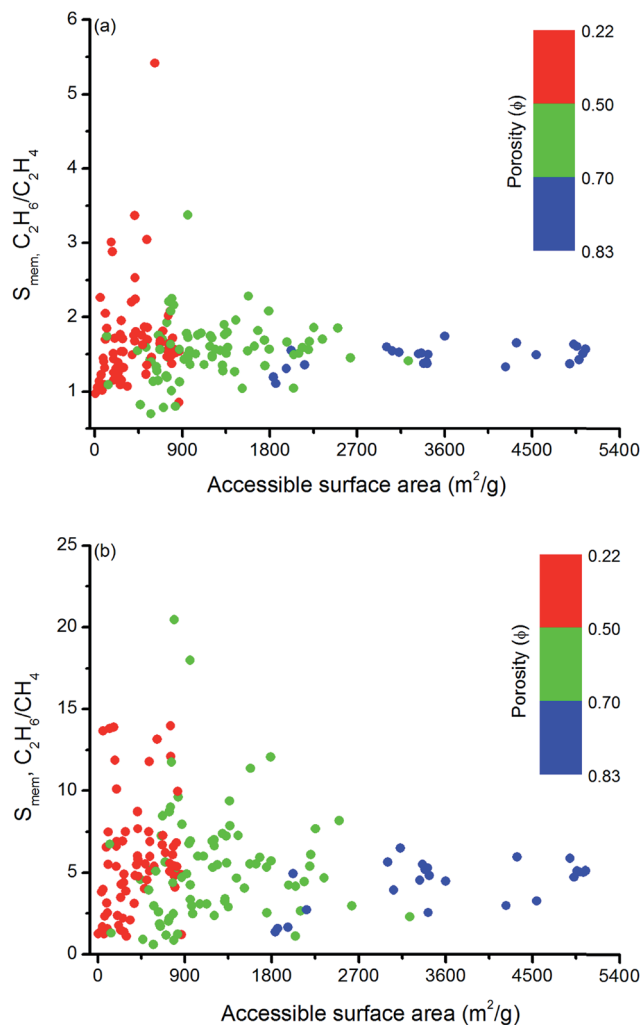 (a)
6
5
4
3
2
1
S_mem, C₂H₆/C₂H₄
0.22
0.50
0.70
0.83
Porosity (ϕ)
0 900 1800 2700 3600 4500 5400
Accessible surface area (m²/g)
(b)
25
20
15
10
5
0
S_mem, C₂H₆/CH₄
0.22
0.50
0.70
0.83
Porosity (ϕ)
0 900 1800 2700 3600 4500 5400
Accessible surface area (m²/g)